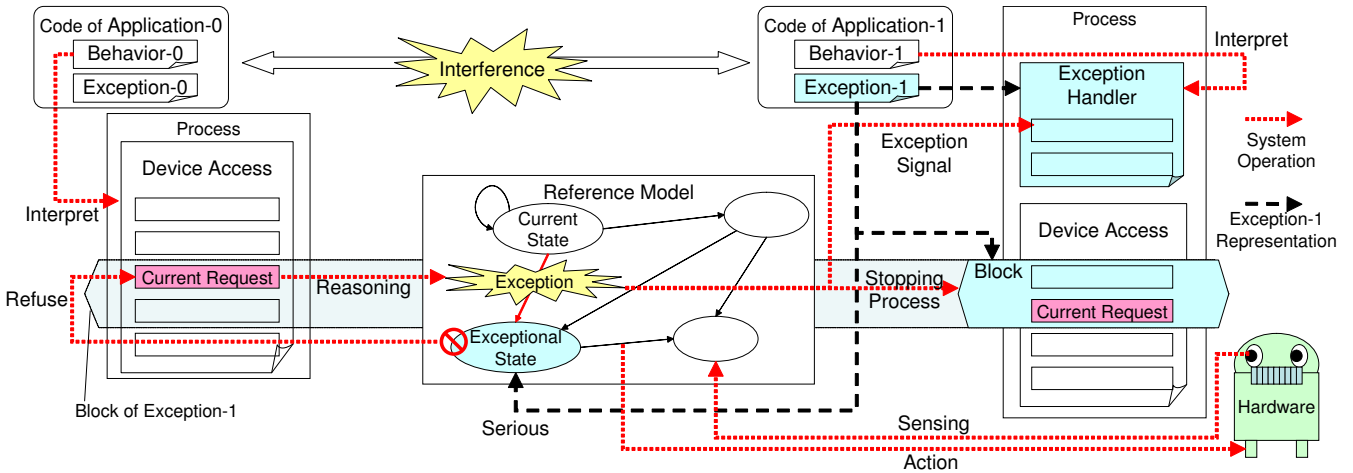 Code of Application-0
Behavior-0
Exception-0
Interference
Code of Application-1
Behavior-1
Exception-1
Process
Interpret
Exception
Handler
Exception
Signal
System
Operation
Process
Device Access
Interpret
Reference Model
Current
State
Device Access
Exception-1
Representation
Current Request
Refuse
Reasoning
Exception
Stopping
Process
Block
Current Request
Exceptional
State
Block of Exception-1
Serious
Sensing
Action
Hardware